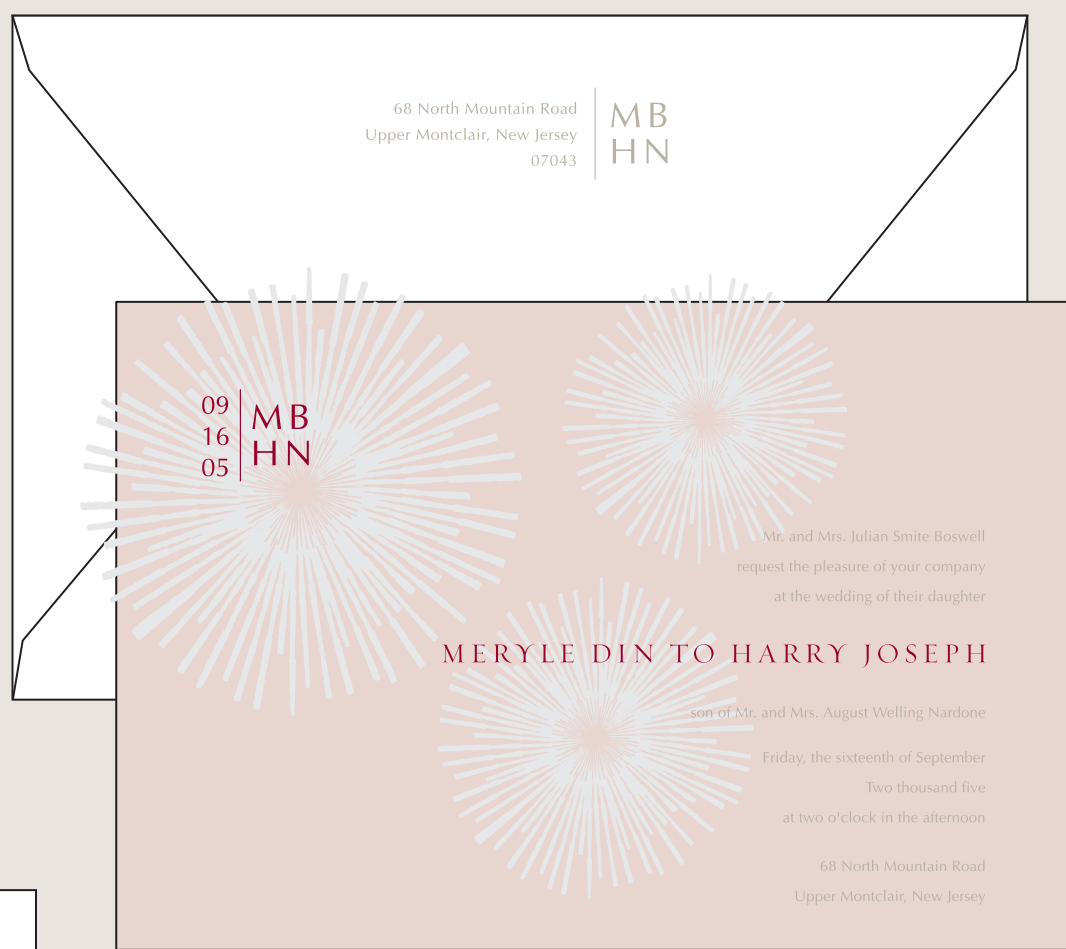 68 North Mountain Road
Upper Montclair, New Jersey
07043
MB
HN
09
16
05
MB
HN
Mr. and Mrs. Julian Smite Boswell
request the pleasure of your company
at the wedding of their daughter
MERYLE DIN TO HARRY JOSEPH
son of Mr. and Mrs. August Welling Nardone
Friday, the sixteenth of September
Two thousand five
at two o'clock in the afternoon
68 North Mountain Road
Upper Montclair, New Jersey